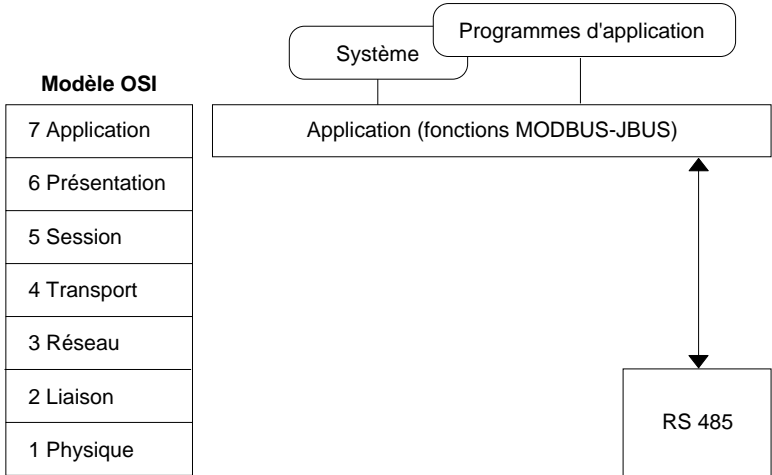 Programmes d'application
Système
Modèle OSI
7 Application
Application (fonctions MODBUS-JBUS)
6 Présentation
5 Session
4 Transport
3 Réseau
2 Liaison
RS 485
1 Physique